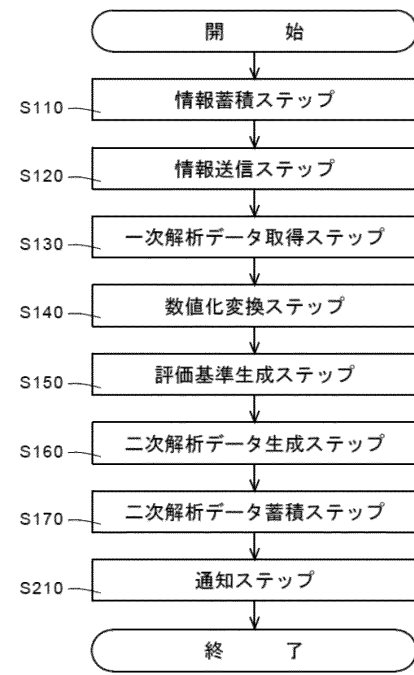 開　　　始
S110 情報蓄積ステップ
S120 情報送信ステップ
S130 一次解析データ取得ステップ
S140 数値化変換ステップ
S150 評価基準生成ステップ
S160 二次解析データ生成ステップ
S170 二次解析データ蓄積ステップ
S210 通知ステップ
終　　　了